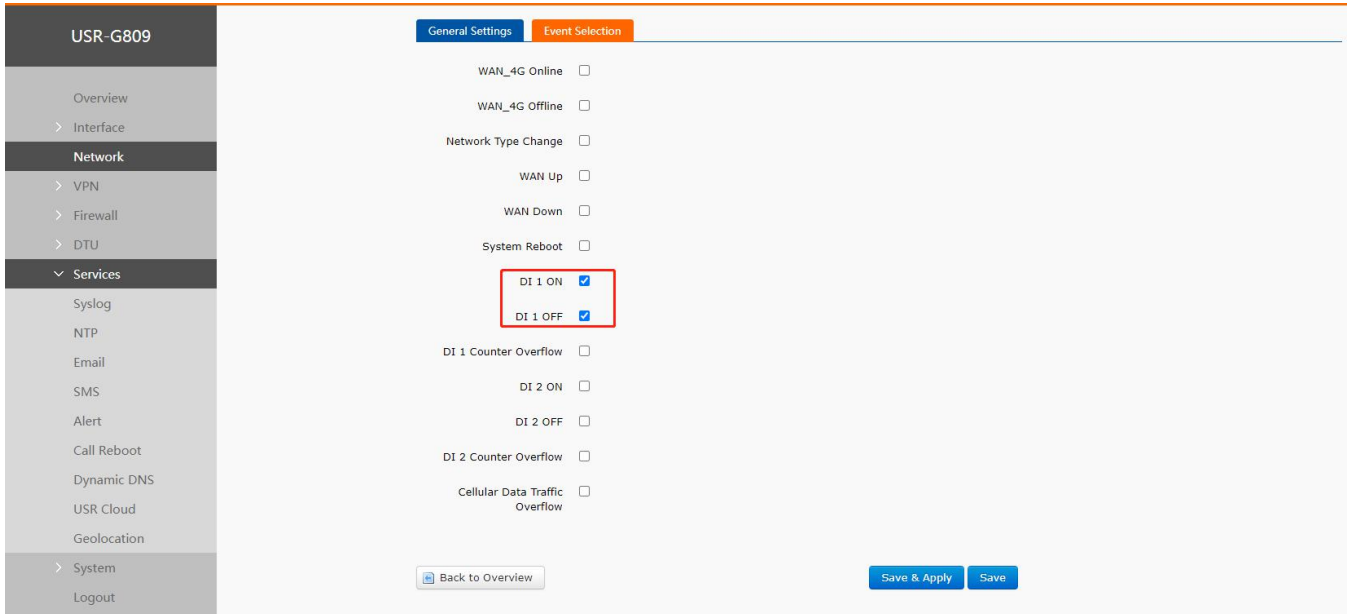 USR-G809
Overview
Interface
Network
VPN
Firewall
DTU
Services
Syslog
NTP
Email
SMS
Alert
Call Reboot
Dynamic DNS
USR Cloud
Geolocation
System
Logout
General Settings
Event Selection
WAN_4G Online
WAN_4G Offline
Network Type Change
WAN Up
WAN Down
System Reboot
DI 1 ON
DI 1 OFF
DI 1 Counter Overflow
DI 2 ON
DI 2 OFF
DI 2 Counter Overflow
Cellular Data Traffic
Overflow
Back to Overview
Save & Apply
Save